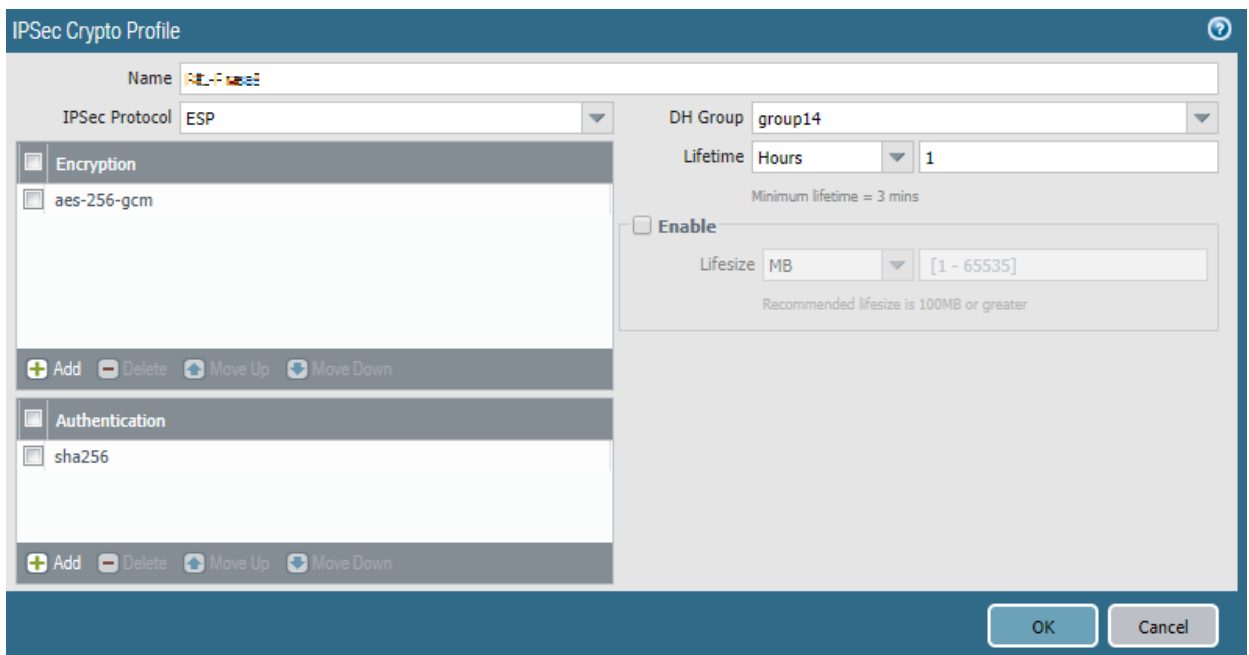 IPSec Crypto Profile
Name
IPSec Protocol ESP
DH Group group14
Encryption
Lifetime Hours 1
aes-256-gcm
Minimum lifetime = 3 mins
Enable
Lifesize MB [1 - 65535]
Recommended lifesize is 100MB or greater
Add Delete Move Up Move Down
Authentication
sha256
Add Delete Move Up Move Down
OK Cancel